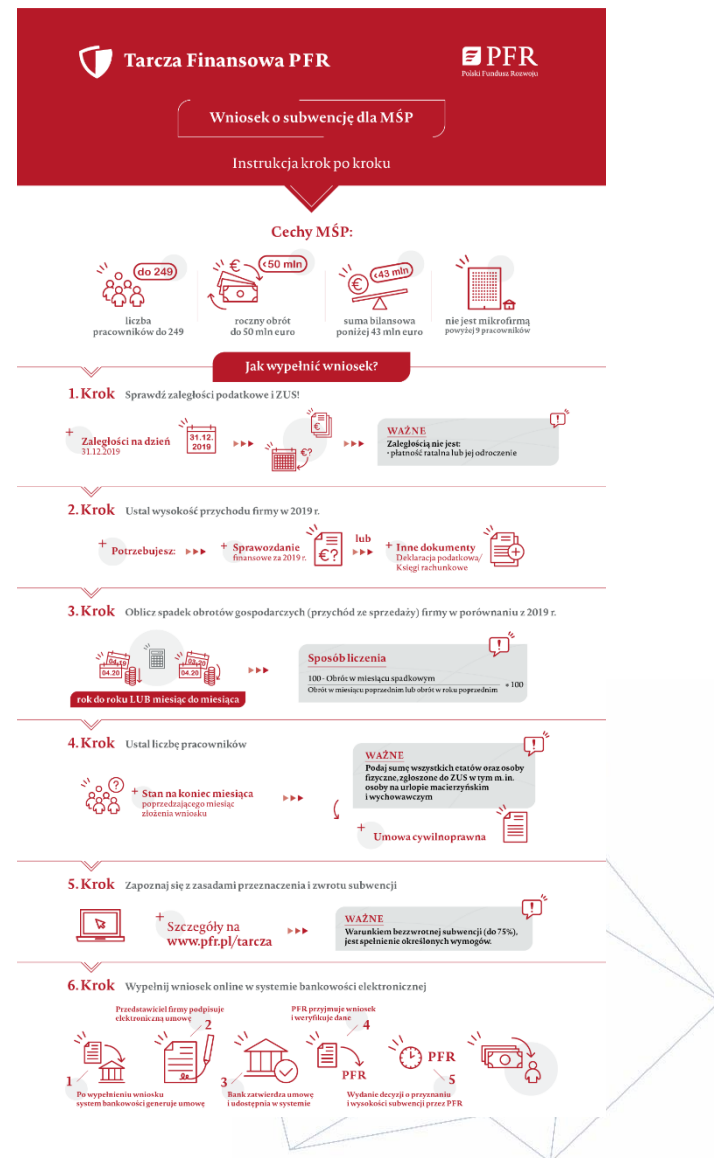 Tarcza Finansowa PFR
PFR
Polski Fundusz Rozwoju
Wniosek o subwencję dla MŚP
Instrukcja krok po kroku
Cechy MŚP:
do 249
liczba
pracowników do 249
€
<50 mln
roczny obrót
do 50 mln euro
€
<43 mln
suma bilansowa
poniżej 43 mln euro
nie jest mikrofirmą
powyżej 9 pracowników
Jak wypełnić wniosek?
1. Krok Sprawdź zaległości podatkowe i ZUS!
+ Zaległości na dzień
31.12.2019
31.12.
2019
€
€?
!
WAŻNE
Zaległością nie jest:
· płatność ratalna lub jej odroczenie
2. Krok Ustal wysokość przychodu firmy w 2019 r.
+ Potrzebujesz:
+ Sprawozdanie
finansowe za 2019 r.
€?
lub
+ Inne dokumenty
Deklaracja podatkowa/
Księgi rachunkowe
3. Krok Oblicz spadek obrotów gospodarczych (przychód ze sprzedaży) firmy w porównaniu z 2019 r.
04.19
04.20
03.20
04.20
rok do roku LUB miesiąc do miesiąca
!
Sposób liczenia
100 - Obrót w miesiącu spadkowym
Obrót w miesiącu poprzednim lub obrót w roku poprzednim
* 100
4. Krok Ustal liczbę pracowników
?
+ Stan na koniec miesiąca
poprzedzającego miesiąc
złożenia wniosku
!
WAŻNE
Podaj sumę wszystkich etatów oraz osoby
fizyczne, zgłoszone do ZUS w tym m. in.
osoby na urlopie macierzyńskim
i wychowawczym
+ Umowa cywilnoprawna
5. Krok Zapoznaj się z zasadami przeznaczenia i zwrotu subwencji
+ Szczegóły na
www.pfr.pl/tarcza
!
WAŻNE
Warunkiem bezzwrotnej subwencji (do 75%),
jest spełnienie określonych wymogów.
6. Krok Wypełnij wniosek online w systemie bankowości elektronicznej
1
Po wypełnieniu wniosku
system bankowości generuje umowę
Przedstawiciel firmy podpisuje
elektroniczną umowę
2
3
Bank zatwierdza umowę
i udostępnia w systemie
PFR przyjmuje wniosek
i weryfikuje dane
4
PFR
PFR
5
Wydanie decyzji o przyznaniu
i wysokości subwencji przez PFR